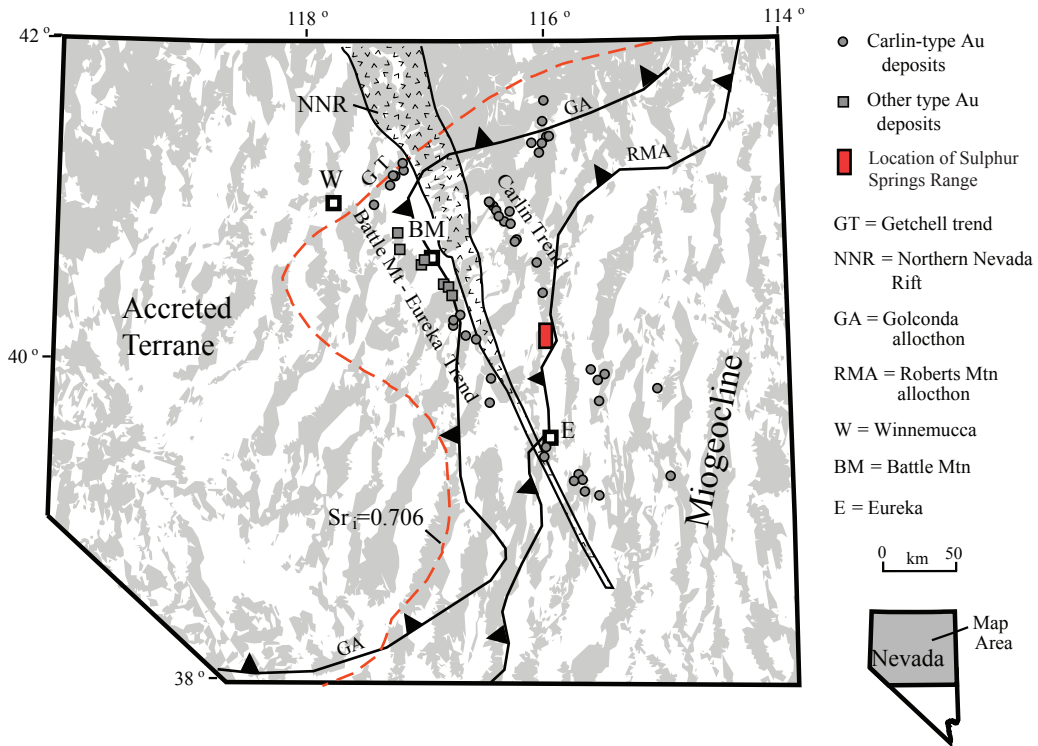 118 º
116 º
114 º
42 º
40 º
38 º
NNR
GA
RMA
G T
W
BM
Carlin Trend
Battle Mt - Eureka Trend
Accreted
Terrane
Miogeocline
E
Sr i=0.706
GA
Carlin-type Au
deposits
Other type Au
deposits
Location of Sulphur
Springs Range
GT = Getchell trend
NNR = Northern Nevada
Rift
GA = Golconda
allocthon
RMA = Roberts Mtn
allocthon
W = Winnemucca
BM = Battle Mtn
E = Eureka
0 km 50
Map
Area
Nevada